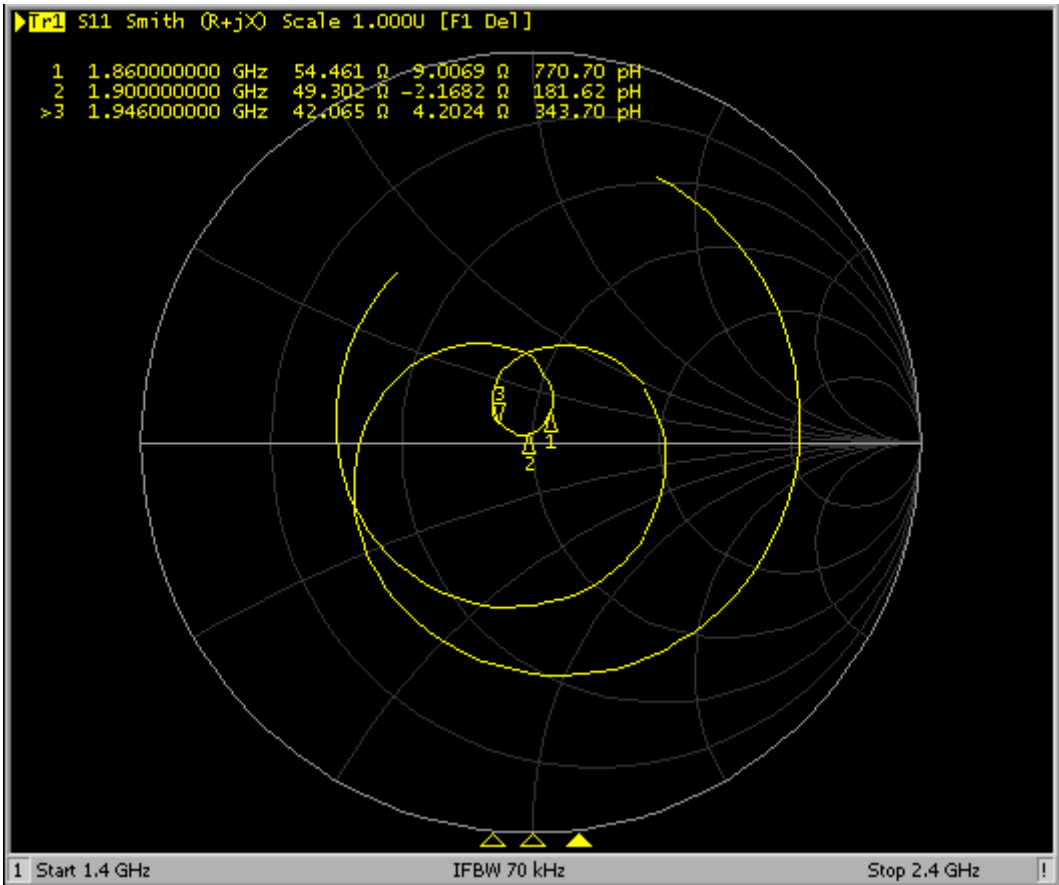 Tr1 S11 Smith (R+jX) Scale 1.000U [F1 Del]
1 1.860000000 GHz 54.461 Ω 9.0069 Ω 770.70 pH
2 1.900000000 GHz 49.302 Ω -2.1682 Ω 181.62 pH
>3 1.946000000 GHz 42.065 Ω 4.2024 Ω 343.70 pH
3
1
2
1 Start 1.4 GHz IFBW 70 kHz Stop 2.4 GHz !